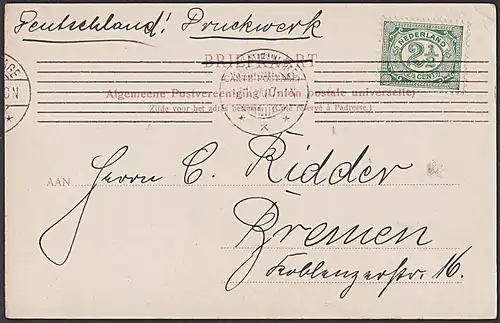 Deutschland! Druckwerk
NEDERLAND
2½
CENT
BRIEFKAART
Algemeene Postvereeniging (Union postale universelle)
Zijde voor het adres bestemd. (Côté réservé à l'adresse.)
AAN Herrn C. Ridder
Bremen
Koblenzerstr. 16.